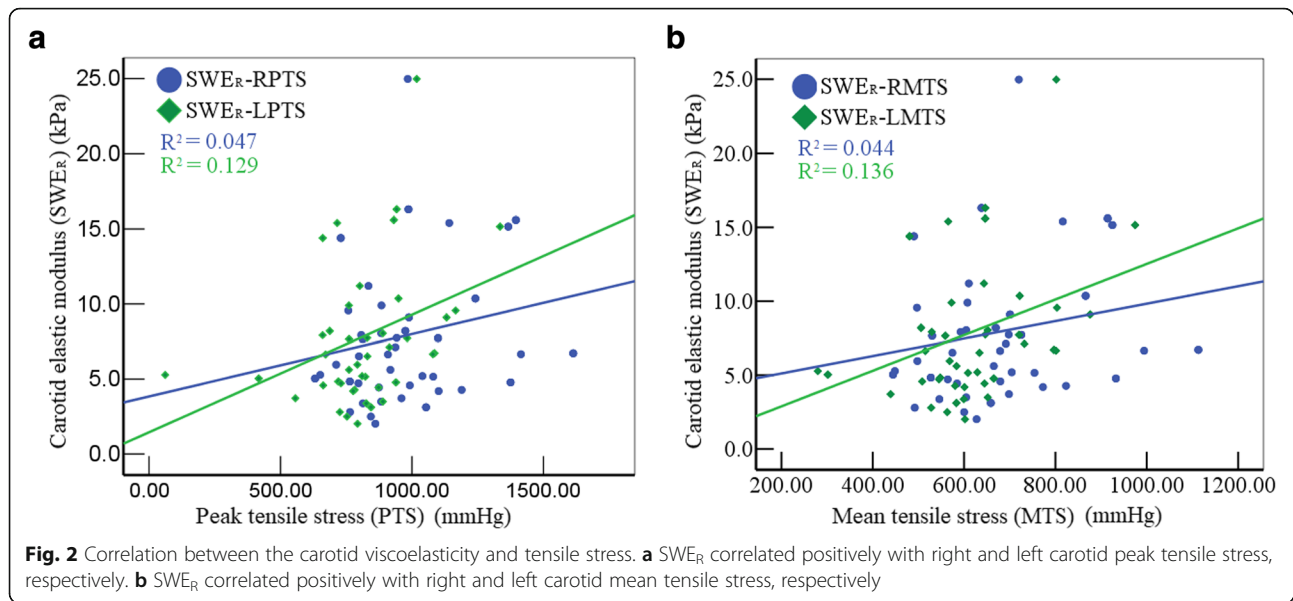 a
SWER-RPTS
SWER-LPTS
R² = 0.047
R² = 0.129
Carotid elastic modulus (SWER) (kPa)
25.0
20.0
15.0
10.0
5.0
0.0
0.00 500.00 1000.00 1500.00
Peak tensile stress (PTS) (mmHg)
b
SWER-RMTS
SWER-LMTS
R² = 0.044
R² = 0.136
Carotid elastic modulus (SWER) (kPa)
25.0
20.0
15.0
10.0
5.0
0.0
200.00 400.00 600.00 800.00 1000.00 1200.00
Mean tensile stress (MTS) (mmHg)
Fig. 2 Correlation between the carotid viscoelasticity and tensile stress. a SWER correlated positively with right and left carotid peak tensile stress,
respectively. b SWER correlated positively with right and left carotid mean tensile stress, respectively